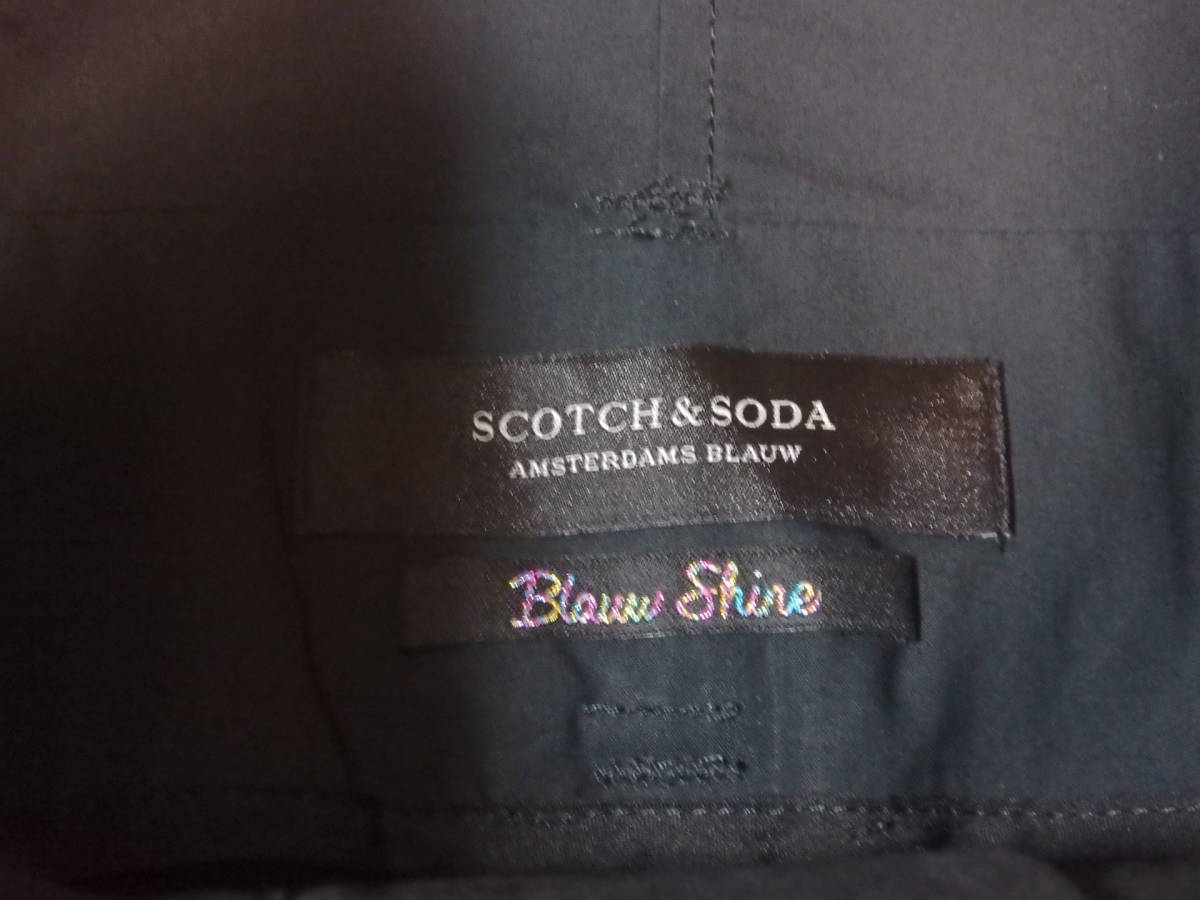 SCOTCH & SODA
AMSTERDAMS BLAUW
Blauw Shine